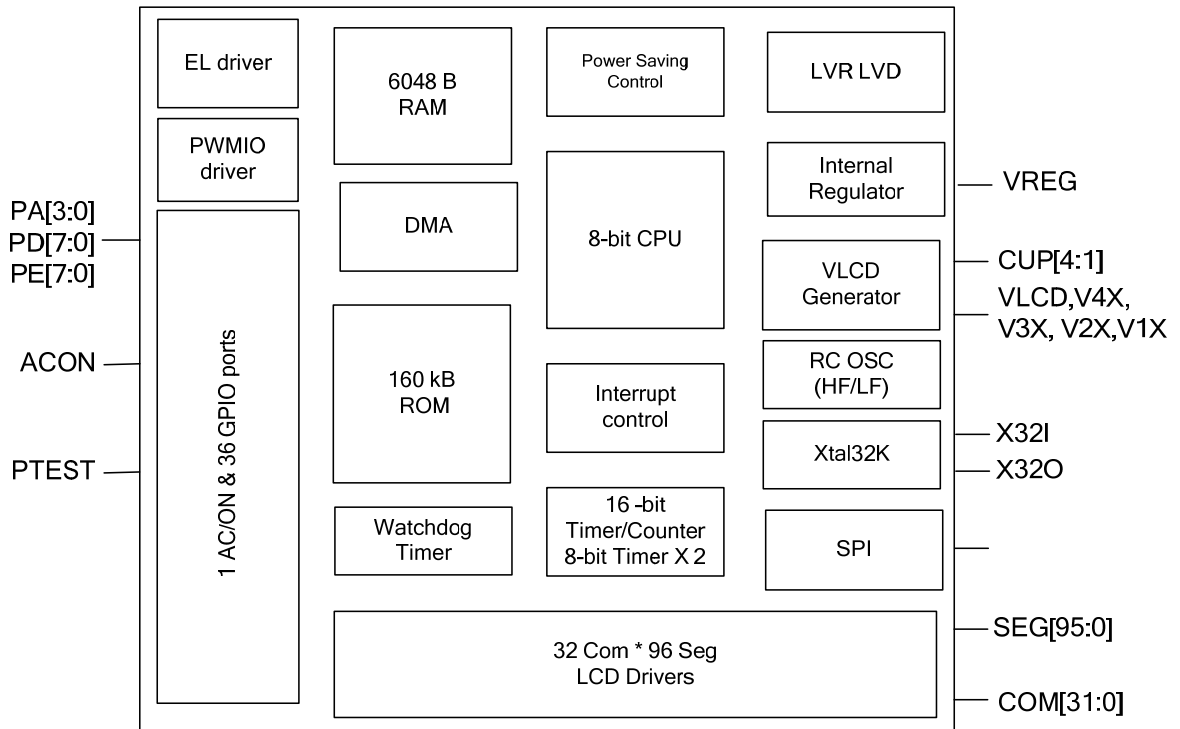 EL driver
PWMIO
driver
PA[3:0]
PD[7:0]
PE[7:0]
ACON
PTEST
1 AC/ON & 36 GPIO ports
6048 B
RAM
DMA
160 kB
ROM
Watchdog
Timer
Power Saving
Control
8-bit CPU
Interrupt
control
16 -bit
Timer/Counter
8-bit Timer X 2
LVR LVD
Internal
Regulator
VREG
VLCD
Generator
CUP[4:1]
VLCD,V4X,
V3X, V2X,V1X
RC OSC
(HF/LF)
Xtal32K
X32I
X32O
SPI
32 Com * 96 Seg
LCD Drivers
SEG[95:0]
COM[31:0]